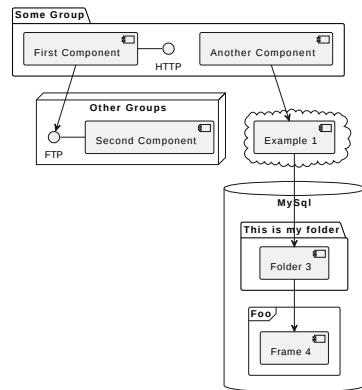 Some Group
First Component
HTTP
Another Component
Other Groups
FTP
Second Component
Example 1
MySql
This is my folder
Folder 3
Foo
Frame 4